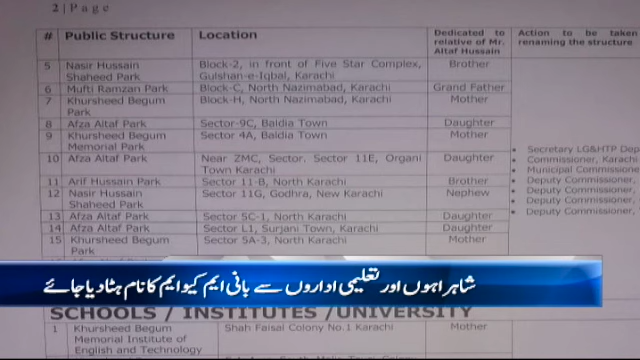 2 | P a g e
# Public Structure Location Dedicated to relative of Mr. Altaf Hussain Action to be taken renaming the structure
5 Nasir Hussain Shaheed Park Block-2, in front of Five Star Complex, Gulshan-e-Iqbal, Karachi Brother
6 Mufti Ramzan Park Block-C, North Nazimabad, Karachi Grand Father
7 Khursheed Begum Park Block-H, North Nazimabad, Karachi Mother
8 Afza Altaf Park Sector-9C, Baldia Town Daughter
9 Khursheed Begum Memorial Park Sector 4A, Baldia Town Mother
10 Afza Altaf Park Near ZMC, Sector. Sector 11E, Organi Town Karachi Daughter
11 Arif Hussain Park Sector 11-B, North Karachi Brother
12 Nasir Hussain Shaheed Park Sector 11G, Godhra, New Karachi Nephew
13 Afza Altaf Park Sector 5C-1, North Karachi Daughter
14 Afza Altaf Park Sector L1, Surjani Town, Karachi Daughter
15 Khursheed Begum Park Sector 5A-3, North Karachi Mother
• Secretary LG&HTP Dep
• Commissioner, Karachi
• Municipal Commissione
• Deputy Commissioner,
• Deputy Commissioner,
• Deputy Commissioner,
شاہراہوں اور تعلیمی اداروں سے بانی ایم کیو ایم کا نام ہٹا دیا جائے
SCHOOLS / INSTITUTES /UNIVERSITY
1 Khursheed Begum Memorial Institute of English and Technology Shah Faisal Colony No.1 Karachi Mother